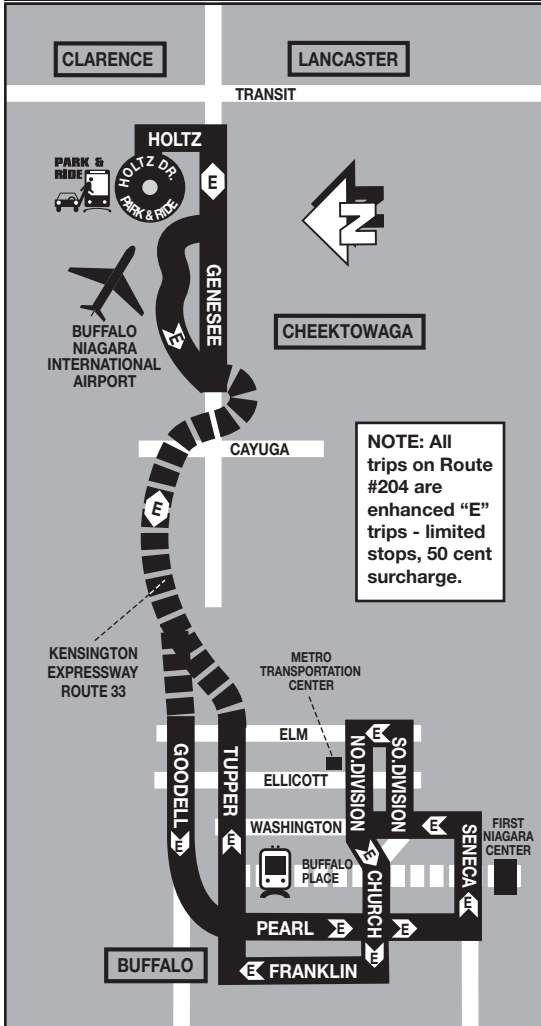 CLARENCE
LANCASTER
TRANSIT
HOLTZ
PARK &
RIDE
HOLTZ DR.
PARK & RIDE
E
N
GENESEE
E
BUFFALO
NIAGARA
INTERNATIONAL
AIRPORT
CHEEKTOWAGA
CAYUGA
NOTE: All
trips on Route
#204 are
enhanced “E”
trips - limited
stops, 50 cent
surcharge.
E
KENSINGTON
EXPRESSWAY
ROUTE 33
METRO
TRANSPORTATION
CENTER
ELM
E
GOODELL
TUPPER
NO.DIVISION
SO.DIVISION
ELLICOTT
E
E
WASHINGTON
E
FIRST
NIAGARA
CENTER
E
BUFFALO
PLACE
CHURCH
SENECA
E
PEARL
E
E
E
BUFFALO
E
FRANKLIN